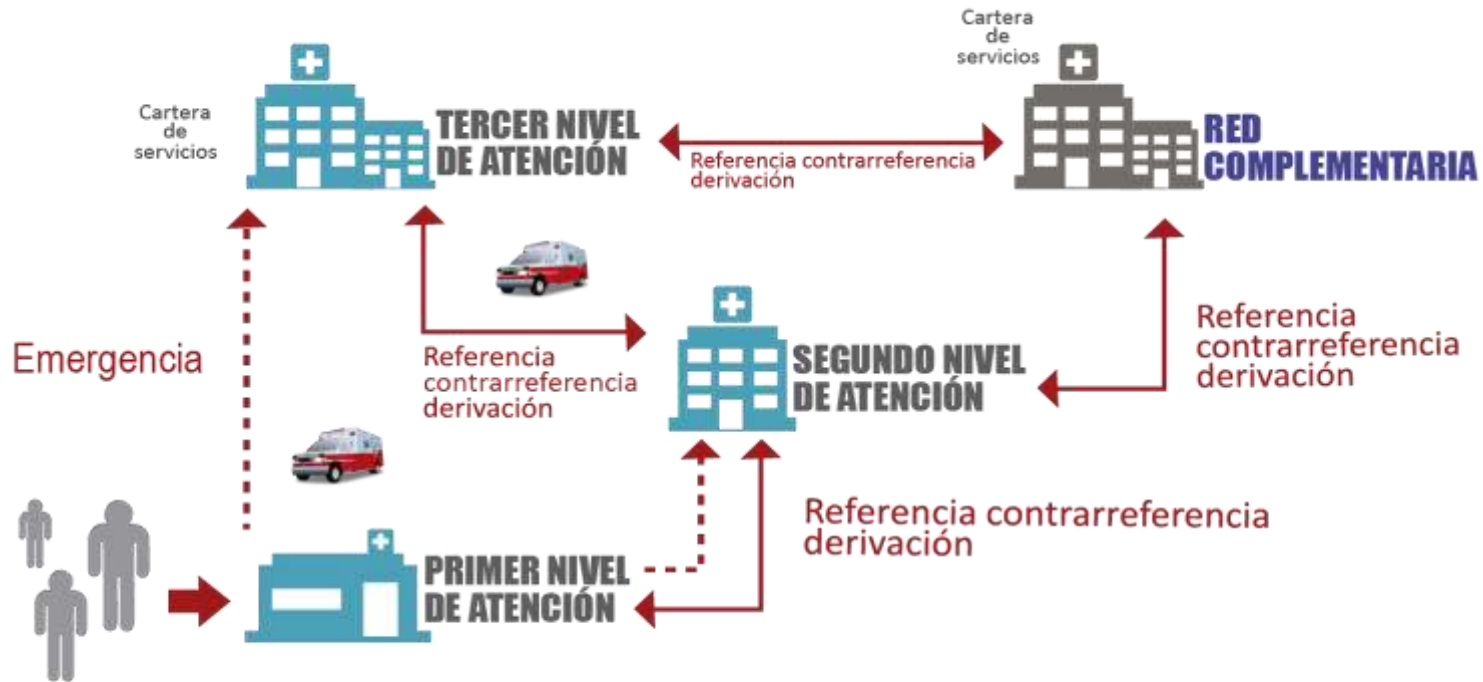 Cartera
de
servicios
Cartera
de
servicios
TERCER NIVEL
DE ATENCIÓN
Referencia contrarreferencia
derivación
RED
COMPLEMENTARIA
Emergencia
Referencia
contrarreferencia
derivación
SEGUNDO NIVEL
DE ATENCIÓN
Referencia
contrarreferencia
derivación
Referencia contrarreferencia
derivación
PRIMER NIVEL
DE ATENCIÓN